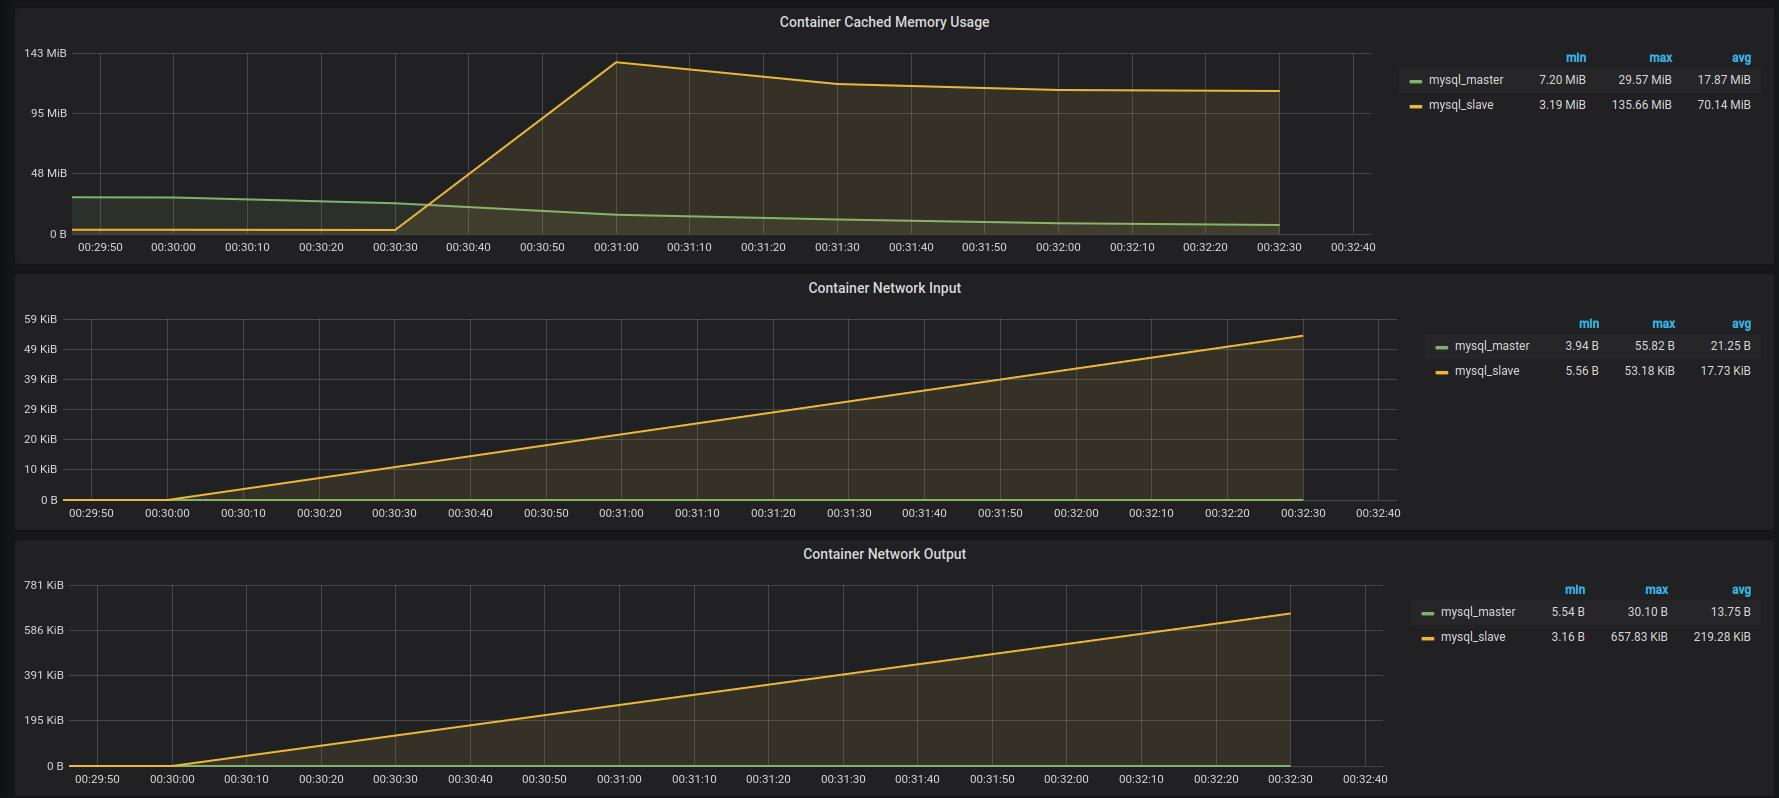 Container Cached Memory Usage
143 MiB
95 MiB
48 MiB
0 B
00:29:50 00:30:00 00:30:10 00:30:20 00:30:30 00:30:40 00:30:50 00:31:00 00:31:10 00:31:20 00:31:30 00:31:40 00:31:50 00:32:00 00:32:10 00:32:20 00:32:30 00:32:40
min max avg
mysql_master 7.20 MiB 29.57 MiB 17.87 MiB
mysql_slave 3.19 MiB 135.66 MiB 70.14 MiB
Container Network Input
59 KiB
49 KiB
39 KiB
29 KiB
20 KiB
10 KiB
0 B
00:29:50 00:30:00 00:30:10 00:30:20 00:30:30 00:30:40 00:30:50 00:31:00 00:31:10 00:31:20 00:31:30 00:31:40 00:31:50 00:32:00 00:32:10 00:32:20 00:32:30 00:32:40
min max avg
mysql_master 3.94 B 55.82 B 21.25 B
mysql_slave 5.56 B 53.18 KiB 17.73 KiB
Container Network Output
781 KiB
586 KiB
391 KiB
195 KiB
0 B
00:29:50 00:30:00 00:30:10 00:30:20 00:30:30 00:30:40 00:30:50 00:31:00 00:31:10 00:31:20 00:31:30 00:31:40 00:31:50 00:32:00 00:32:10 00:32:20 00:32:30 00:32:40
min max avg
mysql_master 5.54 B 30.10 B 13.75 B
mysql_slave 3.16 B 657.83 KiB 219.28 KiB